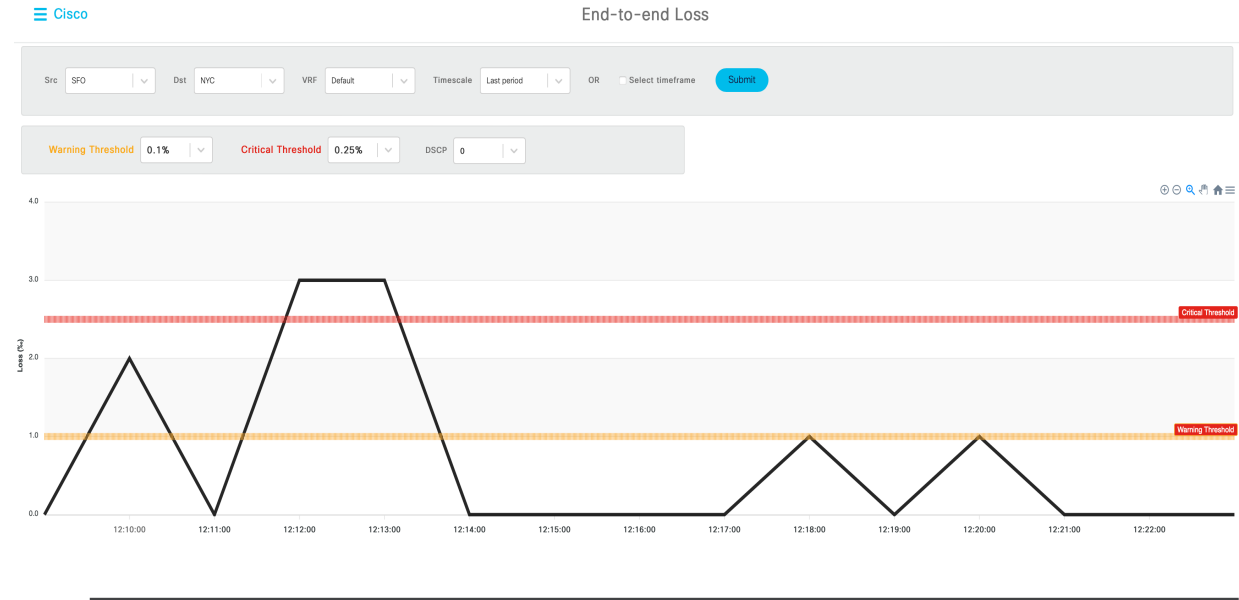 Cisco
End-to-end Loss
Src SFO Dst NYC VRF Default Timescale Last period OR Select timeframe Submit
Warning Threshold 0.1% Critical Threshold 0.25% DSCP 0
4.0
3.0
Critical Threshold
Loss (‰)
2.0
Warning Threshold
1.0
0.0
12:10:00 12:11:00 12:12:00 12:13:00 12:14:00 12:15:00 12:16:00 12:17:00 12:18:00 12:19:00 12:20:00 12:21:00 12:22:00